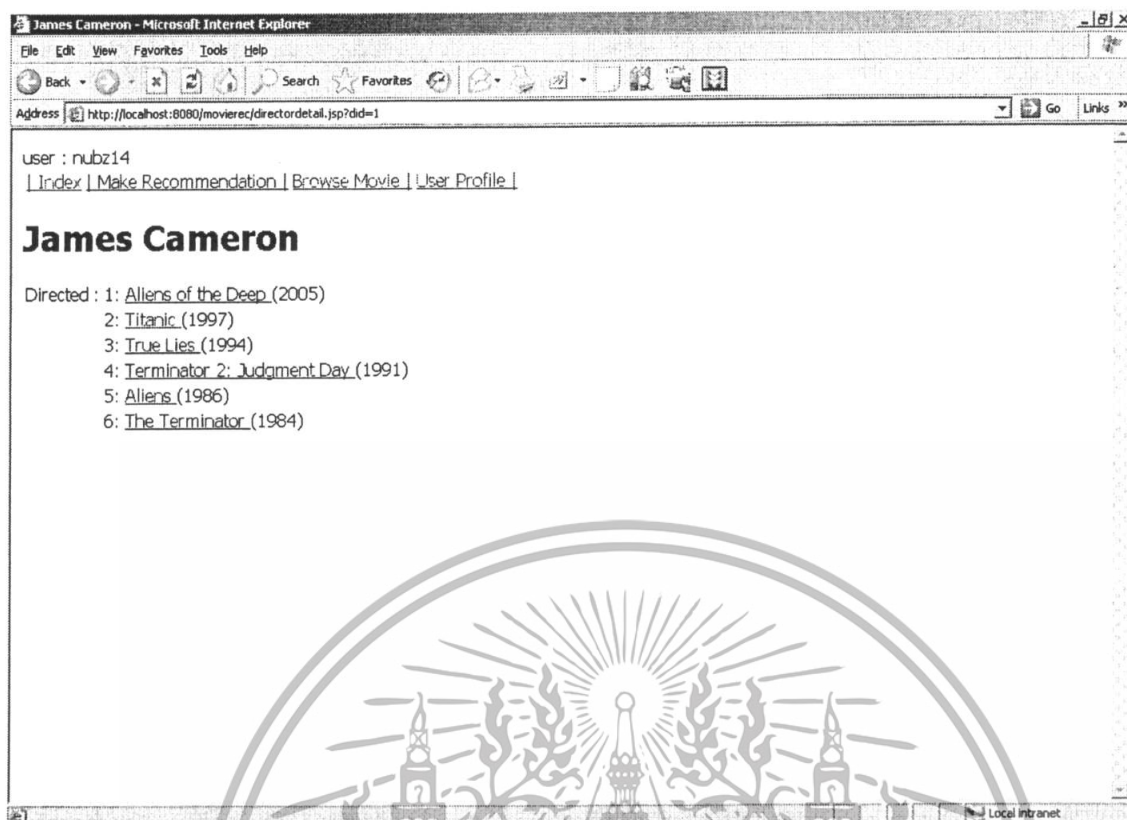 James Cameron - Microsoft Internet Explorer
File Edit View Favorites Tools Help
Back Search Favorites
Address http://localhost:8080/movierec/directordetail.jsp?did=1 Go Links »
user : nubz14
| Index | Make Recommendation | Browse Movie | User Profile |
James Cameron
Directed : 1: Aliens of the Deep (2005)
2: Titanic (1997)
3: True Lies (1994)
4: Terminator 2: Judgment Day (1991)
5: Aliens (1986)
6: The Terminator (1984)
Local intranet